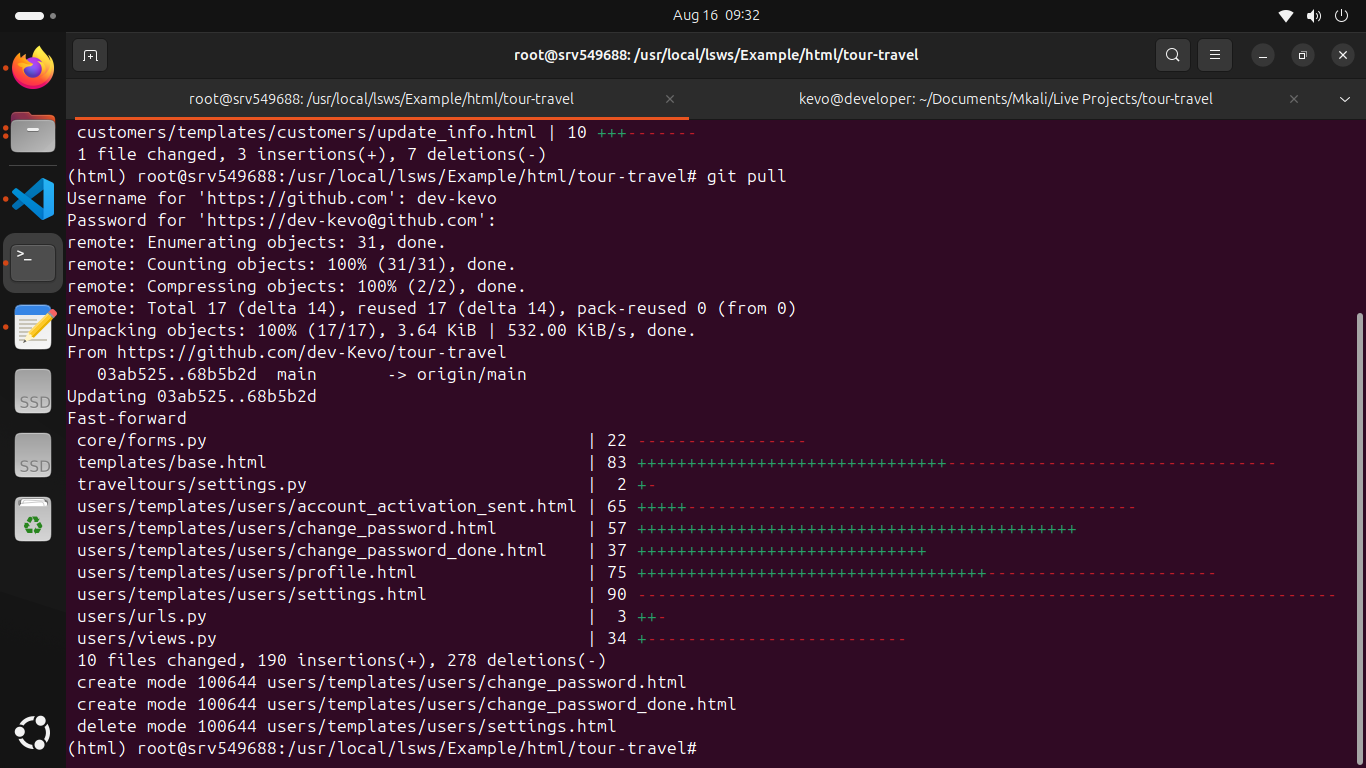 Aug 16 09:32
root@srv549688: /usr/local/lsws/Example/html/tour-travel
root@srv549688: /usr/local/lsws/Example/html/tour-travel
kevo@developer: ~/Documents/Mkali/Live Projects/tour-travel
customers/templates/customers/update_info.html | 10 +++-------
1 file changed, 3 insertions(+), 7 deletions(-)
(html) root@srv549688:/usr/local/lsws/Example/html/tour-travel# git pull
Username for 'https://github.com': dev-kevo
Password for 'https://dev-kevo@github.com':
remote: Enumerating objects: 31, done.
remote: Counting objects: 100% (31/31), done.
remote: Compressing objects: 100% (2/2), done.
remote: Total 17 (delta 14), reused 17 (delta 14), pack-reused 0 (from 0)
Unpacking objects: 100% (17/17), 3.64 KiB | 532.00 KiB/s, done.
From https://github.com/dev-Kevo/tour-travel
03ab525..68b5b2d  main       -> origin/main
Updating 03ab525..68b5b2d
Fast-forward
core/forms.py | 22 -----------------
templates/base.html | 83 +++++++++++++++++++++++++++++++---------------------------------
traveltours/settings.py | 2 +-
users/templates/users/account_activation_sent.html | 65 +++++---------------------------------------------
users/templates/users/change_password.html | 57 ++++++++++++++++++++++++++++++++++++++++++++
users/templates/users/change_password_done.html | 37 +++++++++++++++++++++++++++++
users/templates/users/profile.html | 75 +++++++++++++++++++++++++++++++++++-----------------------
users/templates/users/settings.html | 90 ----------------------------------------------------------------------
users/urls.py | 3 ++-
users/views.py | 34 +--------------------------
10 files changed, 190 insertions(+), 278 deletions(-)
create mode 100644 users/templates/users/change_password.html
create mode 100644 users/templates/users/change_password_done.html
delete mode 100644 users/templates/users/settings.html
(html) root@srv549688:/usr/local/lsws/Example/html/tour-travel#
>_
SSD
SSD